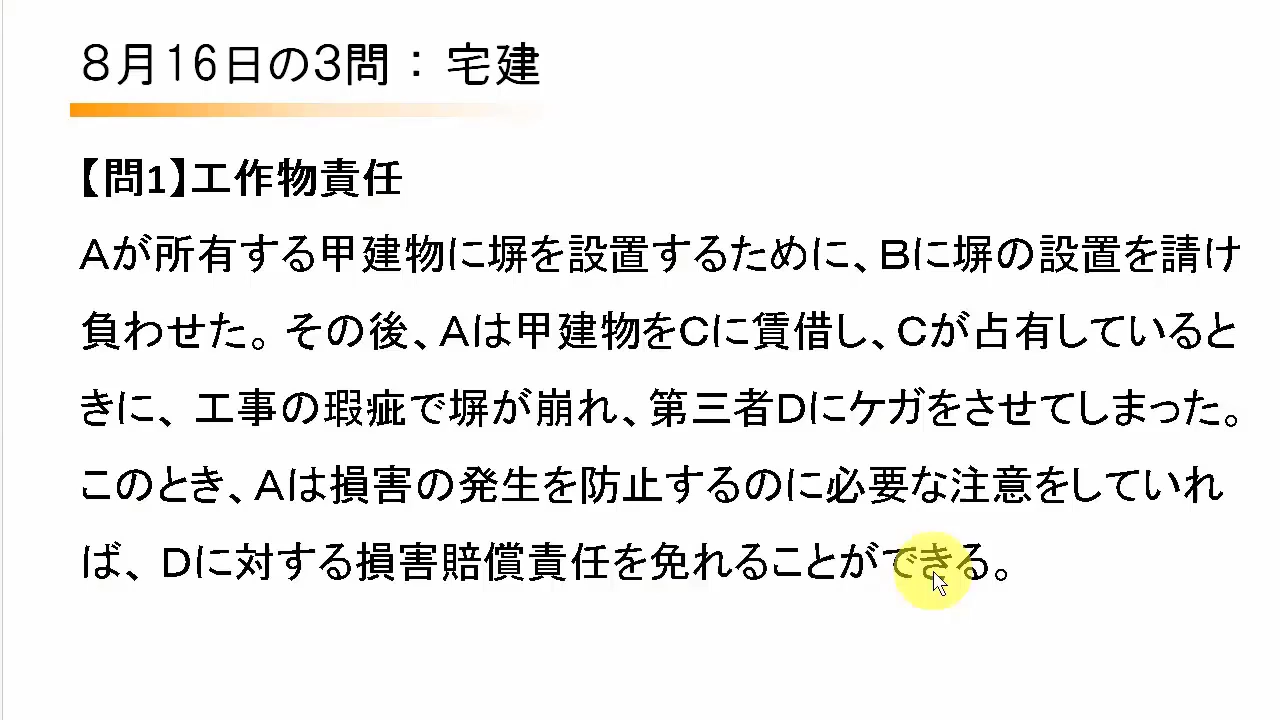 ８月１６日の３問：宅建
【問1】工作物責任
Ａが所有する甲建物に塀を設置するために、Ｂに塀の設置を請け
負わせた。その後、Ａは甲建物をＣに賃借し、Ｃが占有していると
きに、工事の瑕疵で塀が崩れ、第三者Ｄにケガをさせてしまった。
このとき、Ａは損害の発生を防止するのに必要な注意をしていれ
ば、Ｄに対する損害賠償責任を免れることができる。